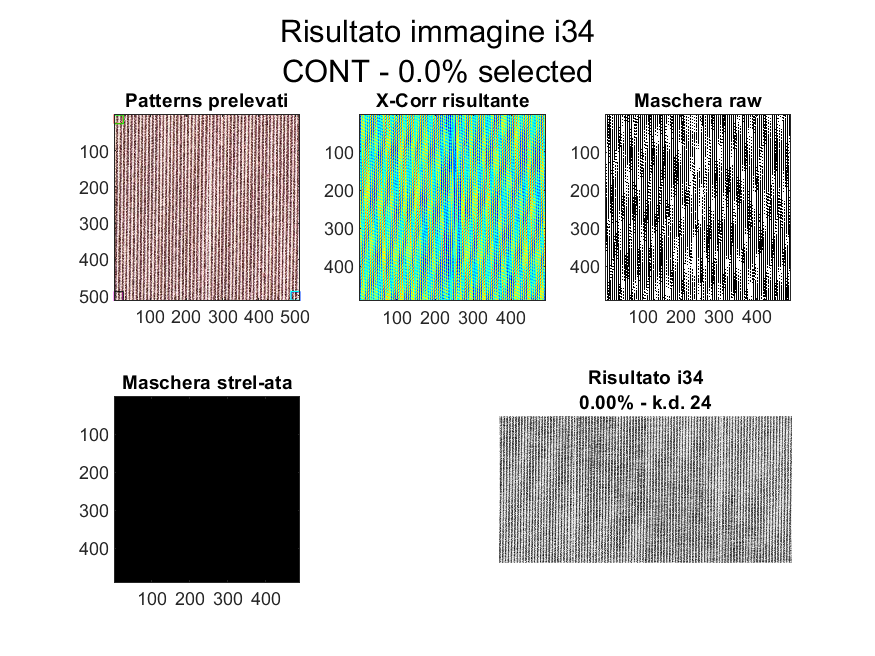 Risultato immagine i34
CONT - 0.0% selected
Patterns prelevati
100
200
300
400
500
100 200 300 400 500
X-Corr risultante
100
200
300
400
100 200 300 400
Maschera raw
100
200
300
400
100 200 300 400
Maschera strel-ata
100
200
300
400
100 200 300 400
Risultato i34
0.00% - k.d. 24